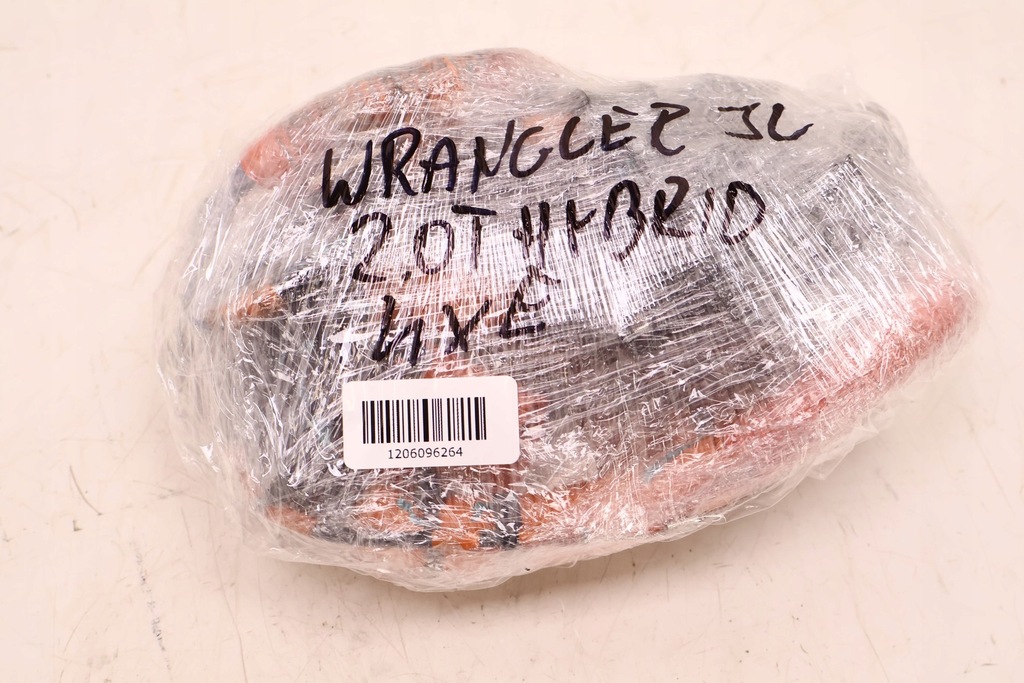 WRANGLER JL
2.0T HYBRID
4XE
1206096264